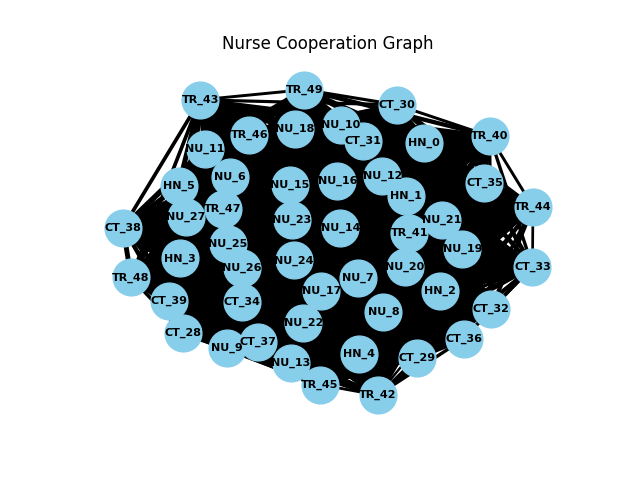 Nurse Cooperation Graph
TR_49
TR_43
CT_30
NU_10
NU_18
TR_46
TR_40
CT_31
HN_0
NU_11
NU_12
NU_6
NU_16
CT_35
NU_15
HN_5
HN_1
TR_47
TR_44
NU_27
NU_23
NU_21
CT_38
NU_14
TR_41
NU_25
NU_19
HN_3
NU_24
NU_26
NU_20
CT_33
TR_48
NU_7
NU_17
HN_2
CT_39
CT_34
CT_32
NU_8
NU_22
CT_28
CT_36
CT_37
NU_9
HN_4
CT_29
NU_13
TR_45
TR_42